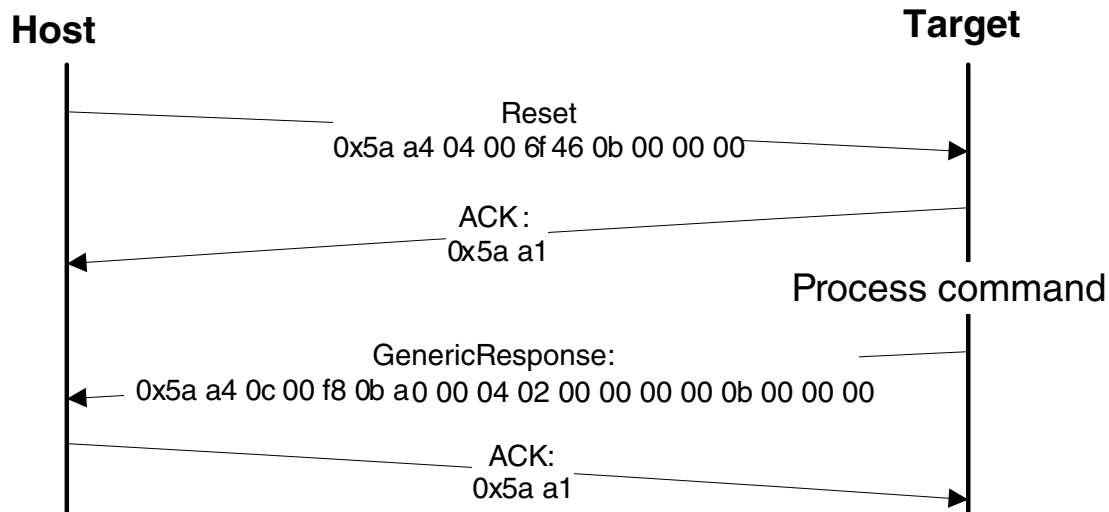 Host
Target
Reset
0x5a a4 04 00 6f 46 0b 00 00 00
ACK:
0x5a a1
Process command
GenericResponse:
0x5a a4 0c 00 f8 0b a0 00 04 02 00 00 00 00 0b 00 00 00
ACK:
0x5a a1